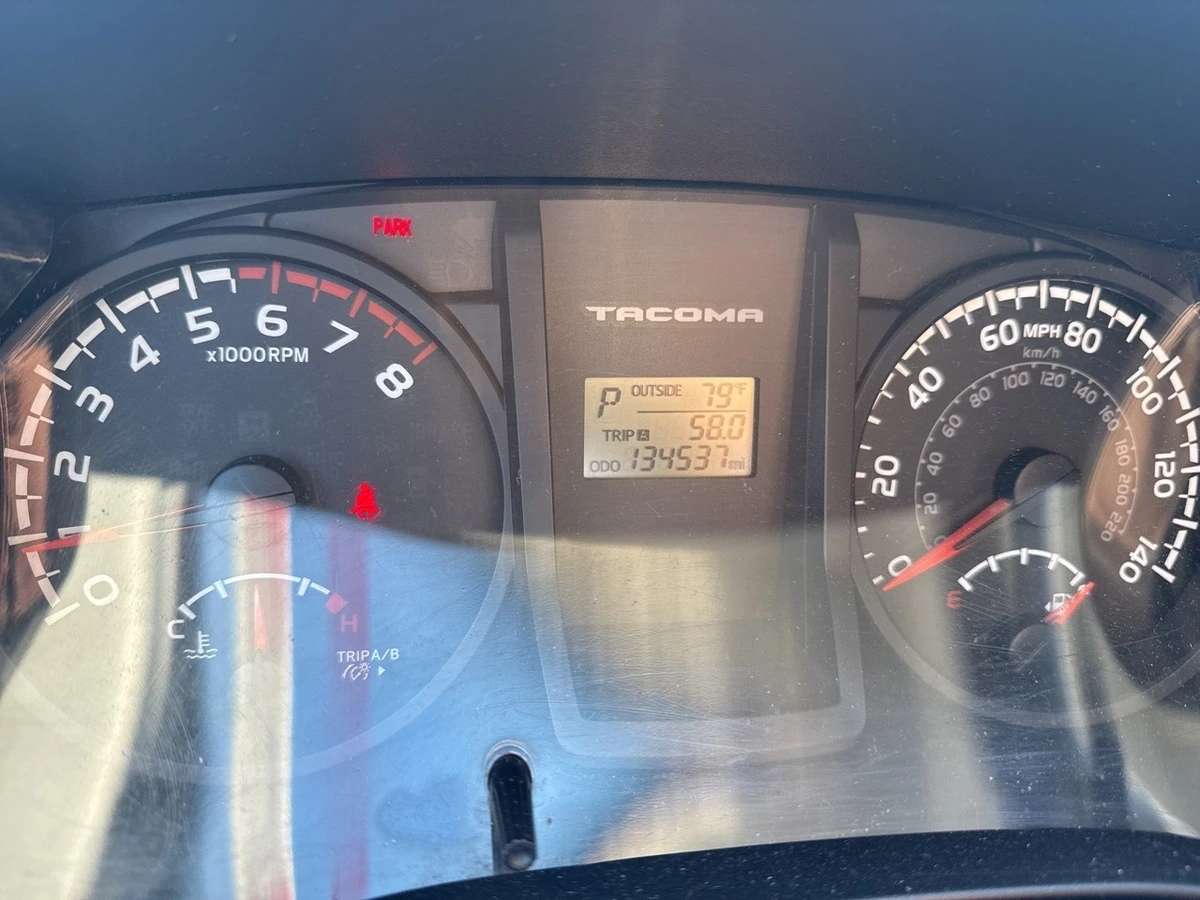 PARK
TACOMA
P OUTSIDE 79°F
TRIP A 58.0
ODO 134537 mi
0 1 2 3 4 5 6 7 8
x1000RPM
C H
TRIP A/B
0 20 40 60 80 100 120 140
MPH
km/h
20 40 60 80 100 120 140 160 180 200 220
E